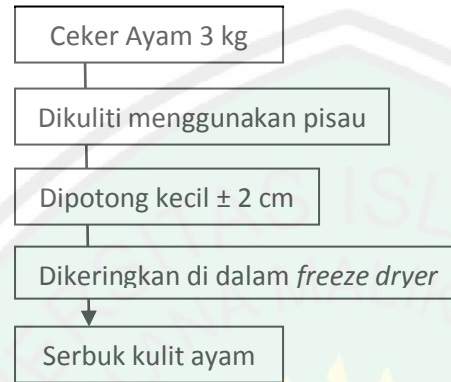 Ceker Ayam 3 kg
Dikuliti menggunakan pisau
Dipotong kecil ± 2 cm
Dikeringkan di dalam freeze dryer
Serbuk kulit ayam